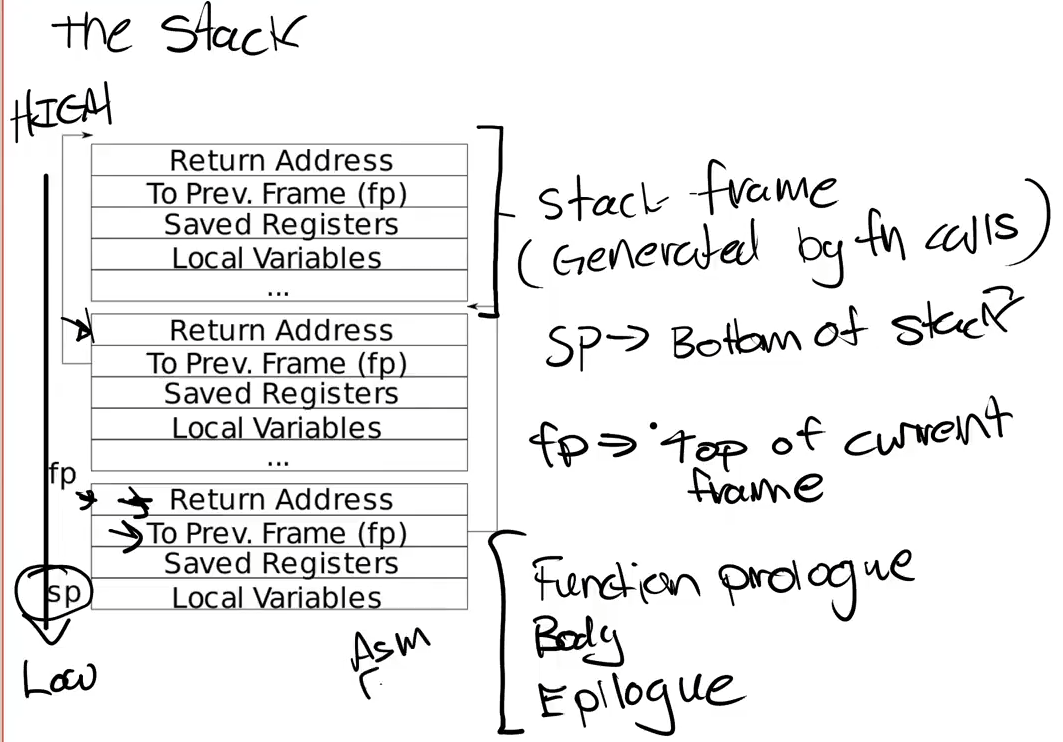 The Stack
HIGH
Return Address
To Prev. Frame (fp)
Saved Registers
Local Variables
...
Return Address
To Prev. Frame (fp)
Saved Registers
Local Variables
...
fp
Return Address
To Prev. Frame (fp)
Saved Registers
sp
Local Variables
Low
Asm
Stack frame
(Generated by fn calls)
SP → Bottom of stack
fp ⇒ Top of current
frame
Function prologue
Body
Epilogue